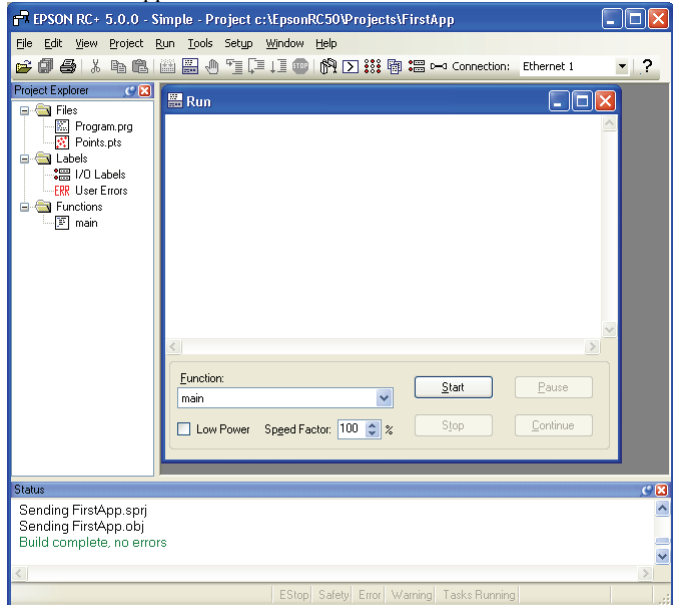 EPSON RC+ 5.0.0 - Simple - Project c:\EpsonRC50\Projects\FirstApp
File Edit View Project Run Tools Setup Window Help
Connection: Ethernet 1
Project Explorer
Files
Program.prg
Points.pts
Labels
I/O Labels
ERR User Errors
Functions
main
Run
Function:
main
Start Pause
Low Power Speed Factor: 100 %
Stop Continue
Status
Sending FirstApp.sprj
Sending FirstApp.obj
Build complete, no errors
EStop Safety Error Warning Tasks Running